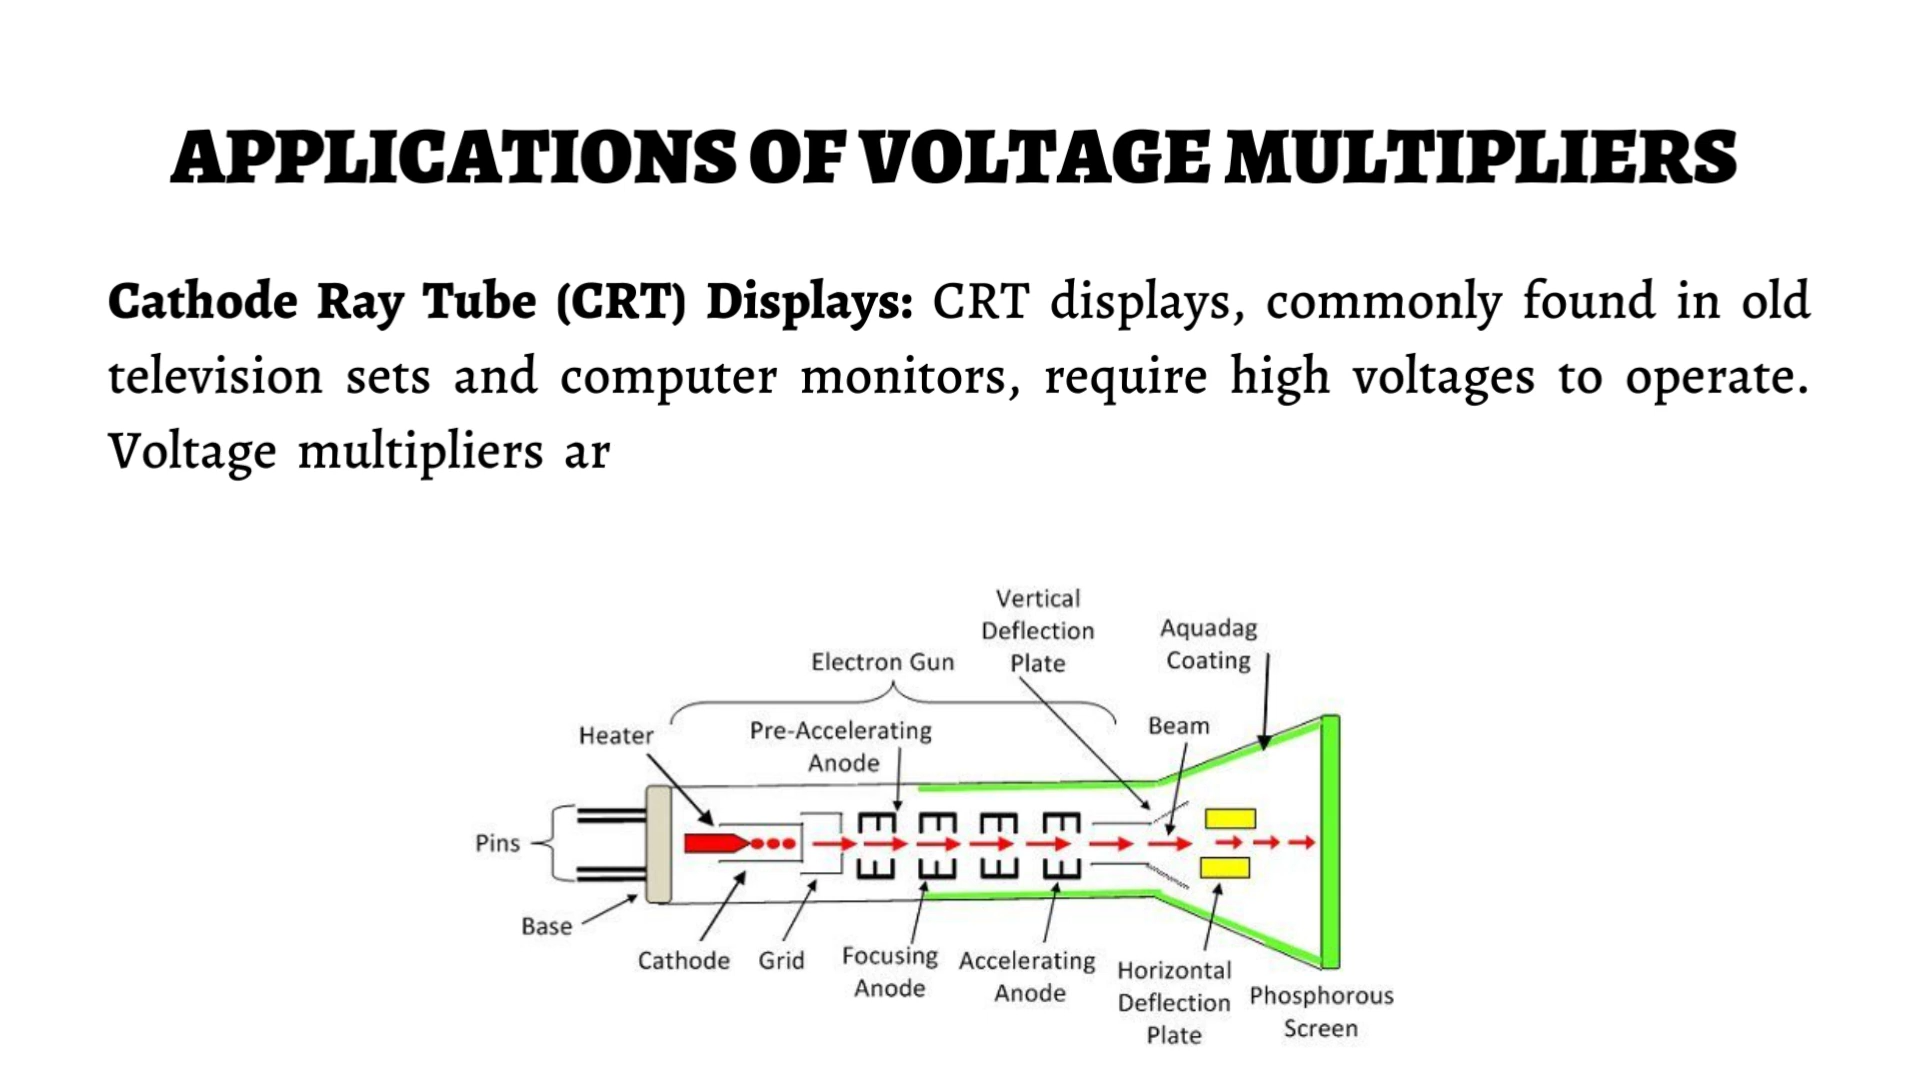 APPLICATIONS OF VOLTAGE MULTIPLIERS
Cathode Ray Tube (CRT) Displays: CRT displays, commonly found in old
television sets and computer monitors, require high voltages to operate.
Voltage multipliers ar
Vertical
Deflection
Plate
Aquadag
Coating
Electron Gun
Heater
Pre-Accelerating
Anode
Beam
Pins
Base
Cathode
Grid
Focusing
Anode
Accelerating
Anode
Horizontal
Deflection
Plate
Phosphorous
Screen